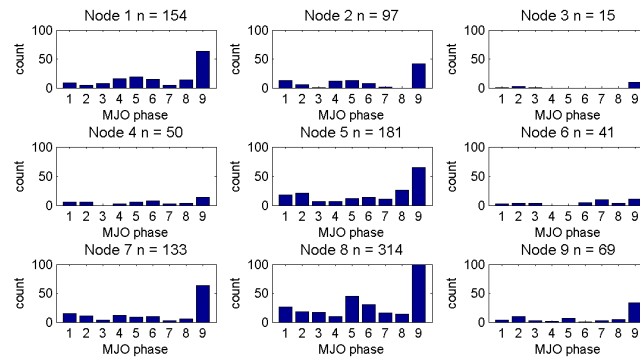 Node 1 n = 154
100
50
0
count
1 2 3 4 5 6 7 8 9
MJO phase
Node 2 n = 97
100
50
0
count
1 2 3 4 5 6 7 8 9
MJO phase
Node 3 n = 15
100
50
0
count
1 2 3 4 5 6 7 8 9
MJO phase
Node 4 n = 50
100
50
0
count
1 2 3 4 5 6 7 8 9
MJO phase
Node 5 n = 181
100
50
0
count
1 2 3 4 5 6 7 8 9
MJO phase
Node 6 n = 41
100
50
0
count
1 2 3 4 5 6 7 8 9
MJO phase
Node 7 n = 133
100
50
0
count
1 2 3 4 5 6 7 8 9
MJO phase
Node 8 n = 314
100
50
0
count
1 2 3 4 5 6 7 8 9
MJO phase
Node 9 n = 69
100
50
0
count
1 2 3 4 5 6 7 8 9
MJO phase